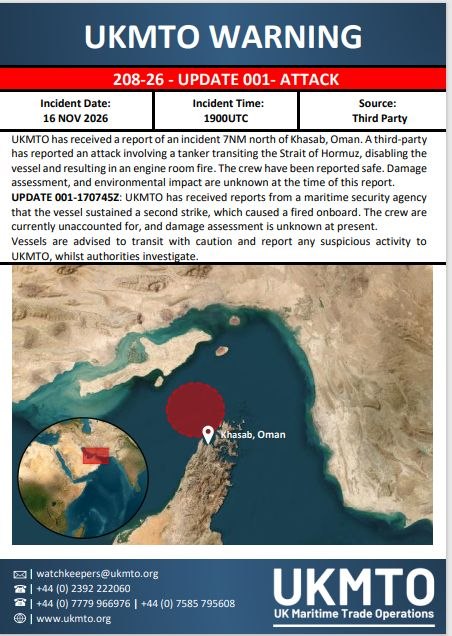 UKMTO WARNING
208-26 - UPDATE 001- ATTACK
Incident Date:
16 NOV 2026
Incident Time:
1900UTC
Source:
Third Party
UKMTO has received a report of an incident 7NM north of Khasab, Oman. A third-party
has reported an attack involving a tanker transiting the Strait of Hormuz, disabling the
vessel and resulting in an engine room fire. The crew have been reported safe. Damage
assessment, and environmental impact are unknown at the time of this report.
UPDATE 001-170745Z: UKMTO has received reports from a maritime security agency
that the vessel sustained a second strike, which caused a fired onboard. The crew are
currently unaccounted for, and damage assessment is unknown at present.
Vessels are advised to transit with caution and report any suspicious activity to
UKMTO, whilst authorities investigate.
Khasab, Oman
watchkeepers@ukmto.org
+44 (0) 2392 222060
+44 (0) 7779 966976 | +44 (0) 7585 795608
www.ukmto.org
UKMTO
UK Maritime Trade Operations